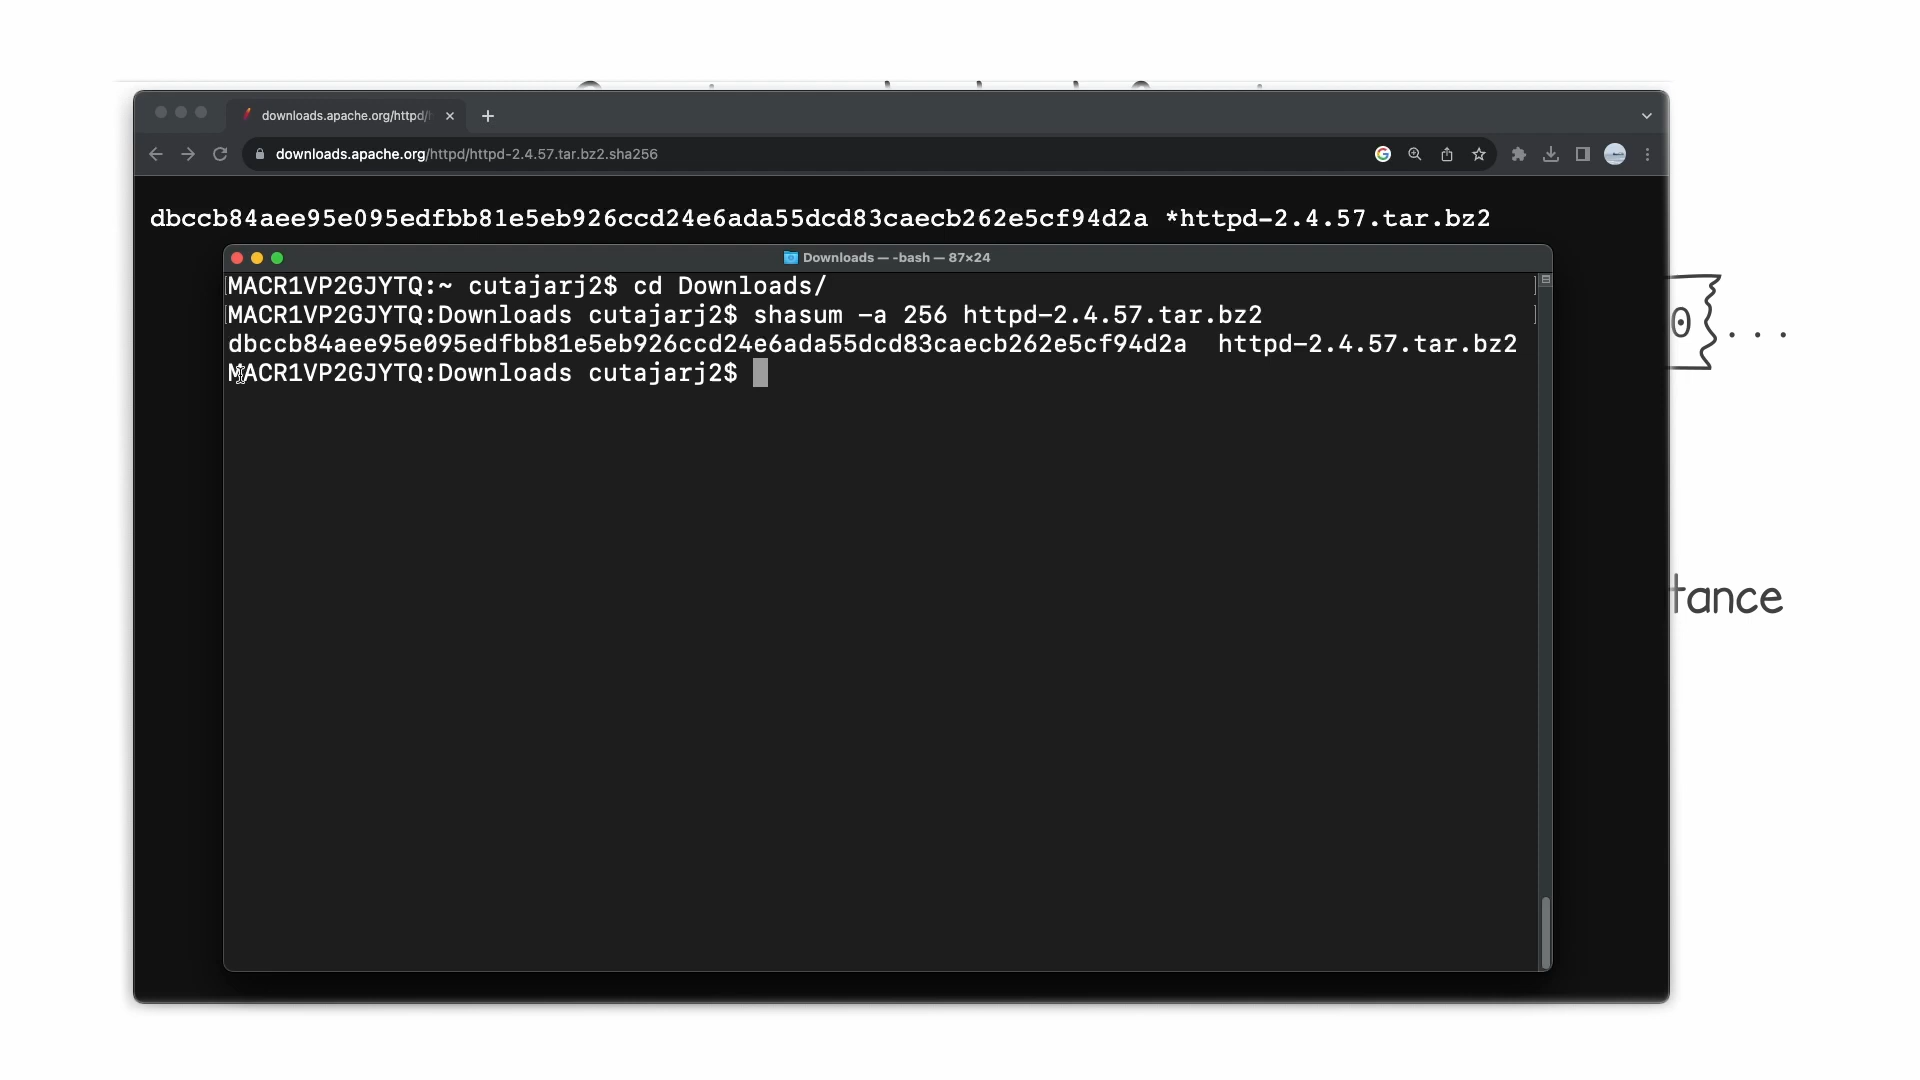 downloads.apache.org/httpd/
downloads.apache.org/httpd/httpd-2.4.57.tar.bz2.sha256
dbccb84aee95e095edfbb81e5eb926ccd24e6ada55dcd83caecb262e5cf94d2a *httpd-2.4.57.tar.bz2
Downloads — -bash — 87×24
MACR1VP2GJYTQ:~ cutajarj2$ cd Downloads/
MACR1VP2GJYTQ:Downloads cutajarj2$ shasum -a 256 httpd-2.4.57.tar.bz2
dbccb84aee95e095edfbb81e5eb926ccd24e6ada55dcd83caecb262e5cf94d2a  httpd-2.4.57.tar.bz2
MACR1VP2GJYTQ:Downloads cutajarj2$
0 ...
tance